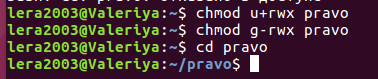 lera2003@Valeriya:~$ chmod u+rwx pravo
lera2003@Valeriya:~$ chmod g-rwx pravo
lera2003@Valeriya:~$ cd pravo
lera2003@Valeriya:~/pravo$